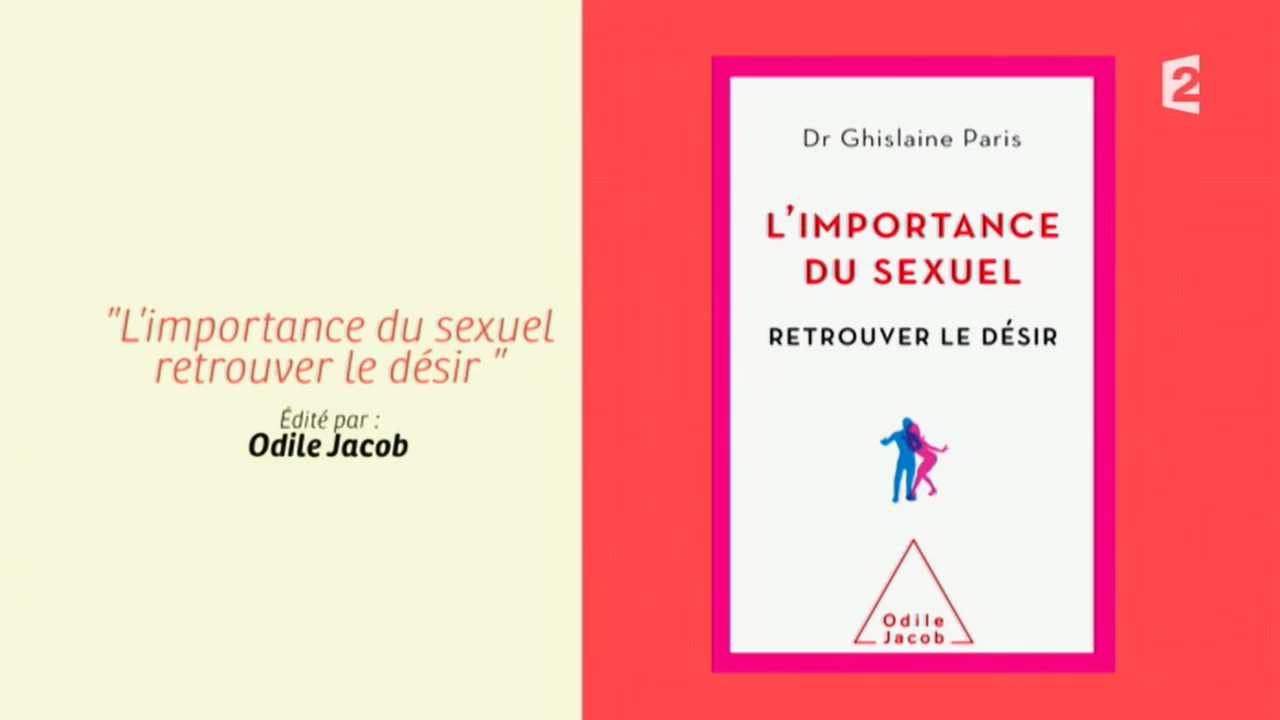 "L'importance du sexuel
retrouver le désir "
Édité par :
Odile Jacob
2
Dr Ghislaine Paris
L'IMPORTANCE
DU SEXUEL
RETROUVER LE DÉSIR
Odile
Jacob